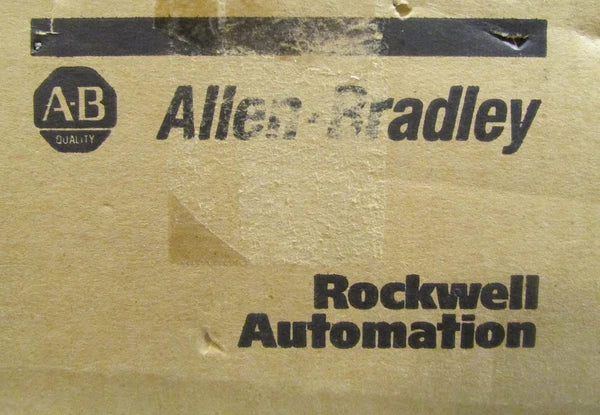 A-B
QUALITY
Allen-Bradley
Rockwell
Automation